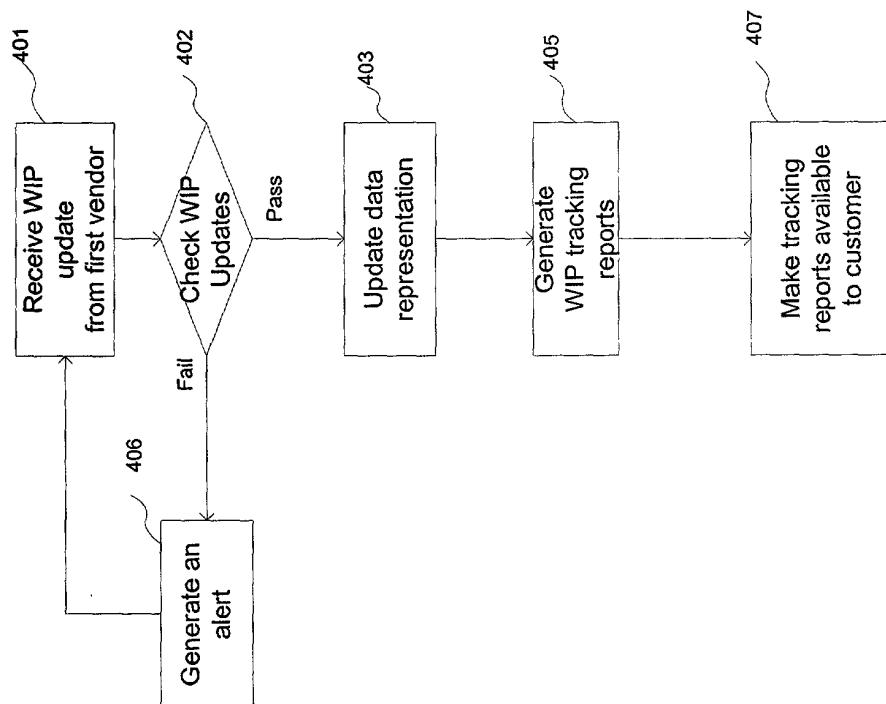 401
Receive WIP
update
from first vendor
402
Check WIP
Updates
Pass
Fail
403
Update data
representation
405
Generate
WIP tracking
reports
407
Make tracking
reports available
to customer
406
Generate an
alert